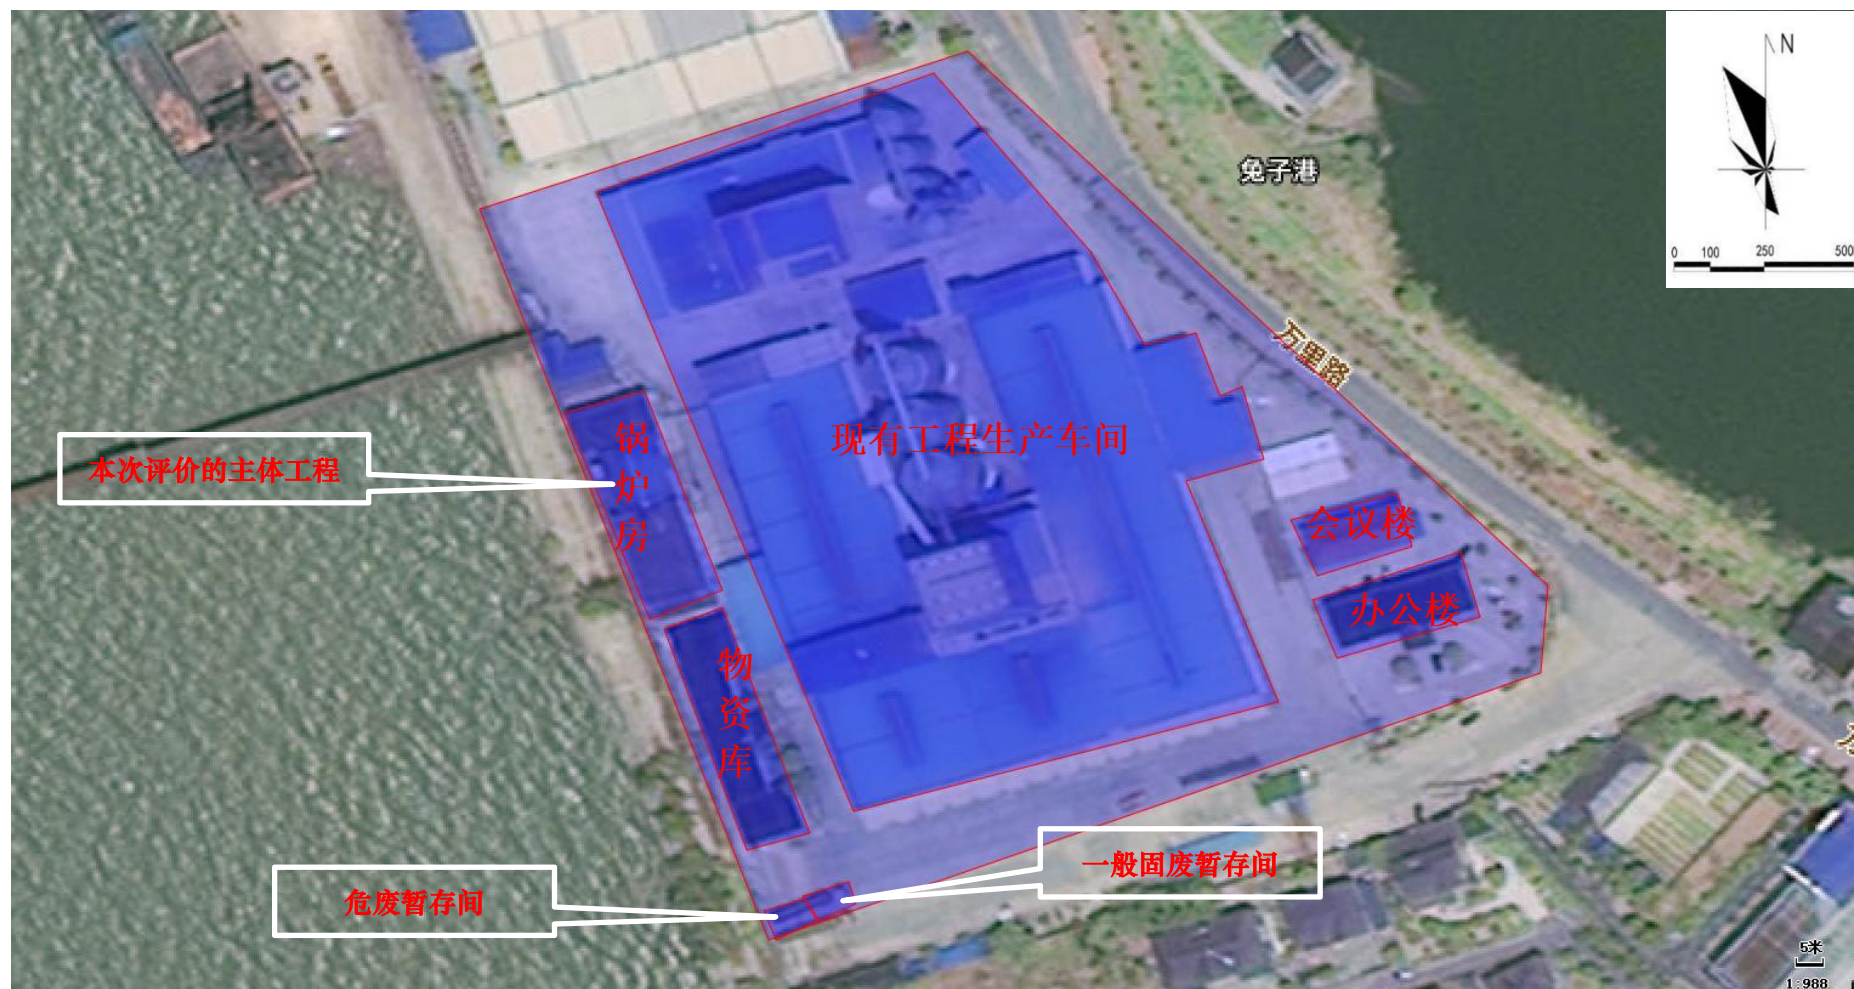 N
0 100 250 500
兔子港
万里路
现有工程生产车间
锅炉房
本次评价的主体工程
会议楼
办公楼
物资库
一般固废暂存间
危废暂存间
5米
1:988